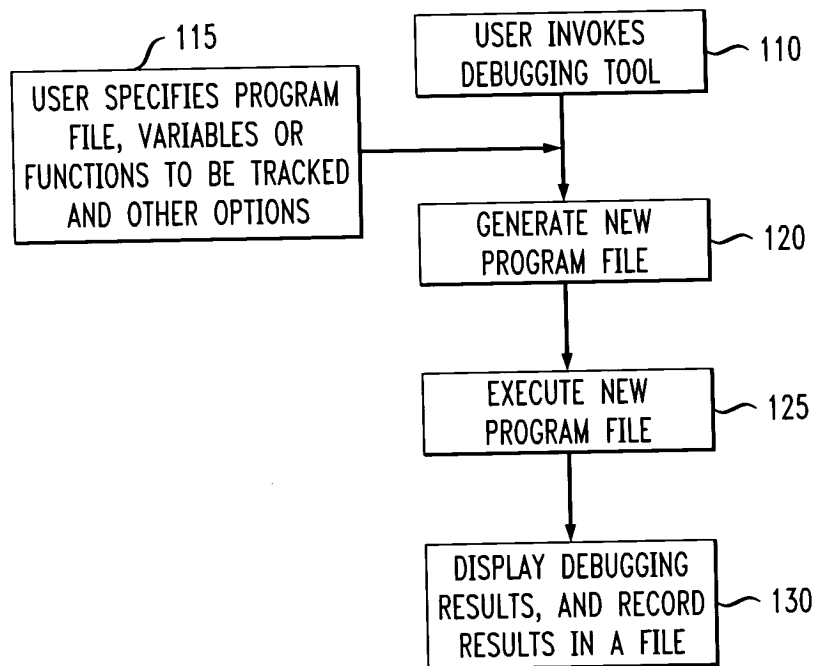 115
USER SPECIFIES PROGRAM
FILE, VARIABLES OR
FUNCTIONS TO BE TRACKED
AND OTHER OPTIONS
USER INVOKES
DEBUGGING TOOL
110
GENERATE NEW
PROGRAM FILE
120
EXECUTE NEW
PROGRAM FILE
125
DISPLAY DEBUGGING
RESULTS, AND RECORD
RESULTS IN A FILE
130